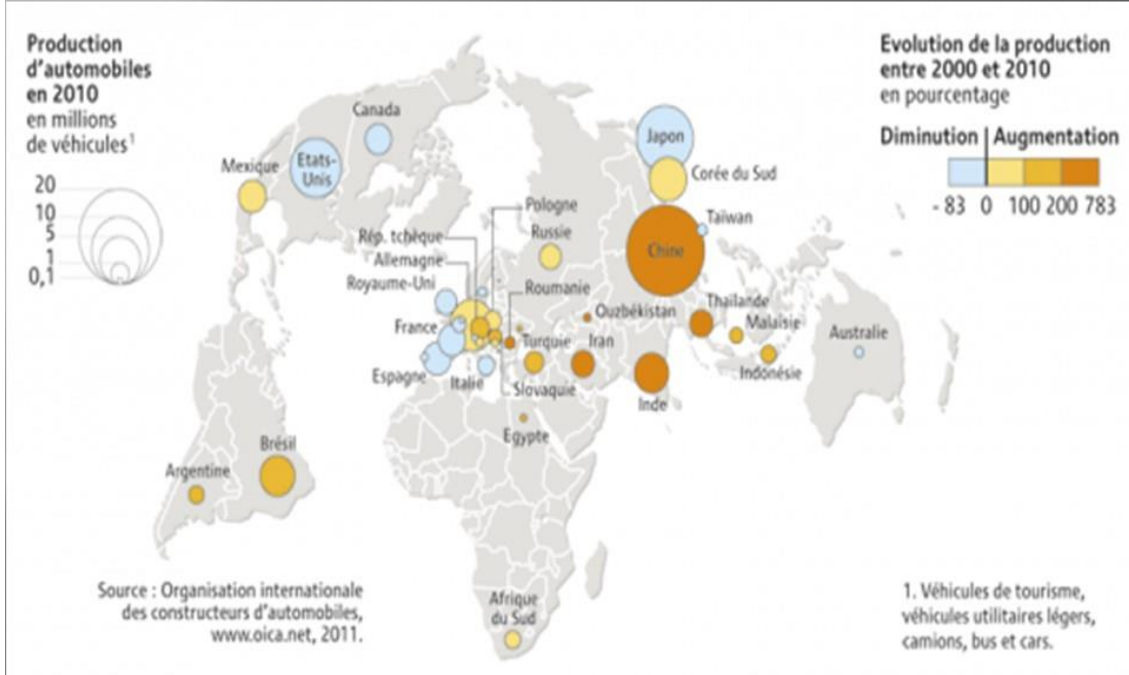 Production
d'automobiles
en 2010
en millions
de véhicules¹
20
10
5
1
0,1
Evolution de la production
entre 2000 et 2010
en pourcentage
Diminution | Augmentation
- 83 0 100 200 783
Canada
Mexique
Etats-
Unis
Japon
Corée du Sud
Taïwan
Chine
Pologne
Russie
Rép. tchèque
Allemagne
Royaume-Uni
Roumanie
Ouzbékistan
Thaïlande
Malaisie
Australie
France
Turquie
Iran
Espagne
Italie
Slovaquie
Inde
Indonésie
Egypte
Brésil
Argentine
Afrique
du Sud
Source : Organisation internationale
des constructeurs d'automobiles,
www.oica.net, 2011.
1. Véhicules de tourisme,
véhicules utilitaires légers,
camions, bus et cars.